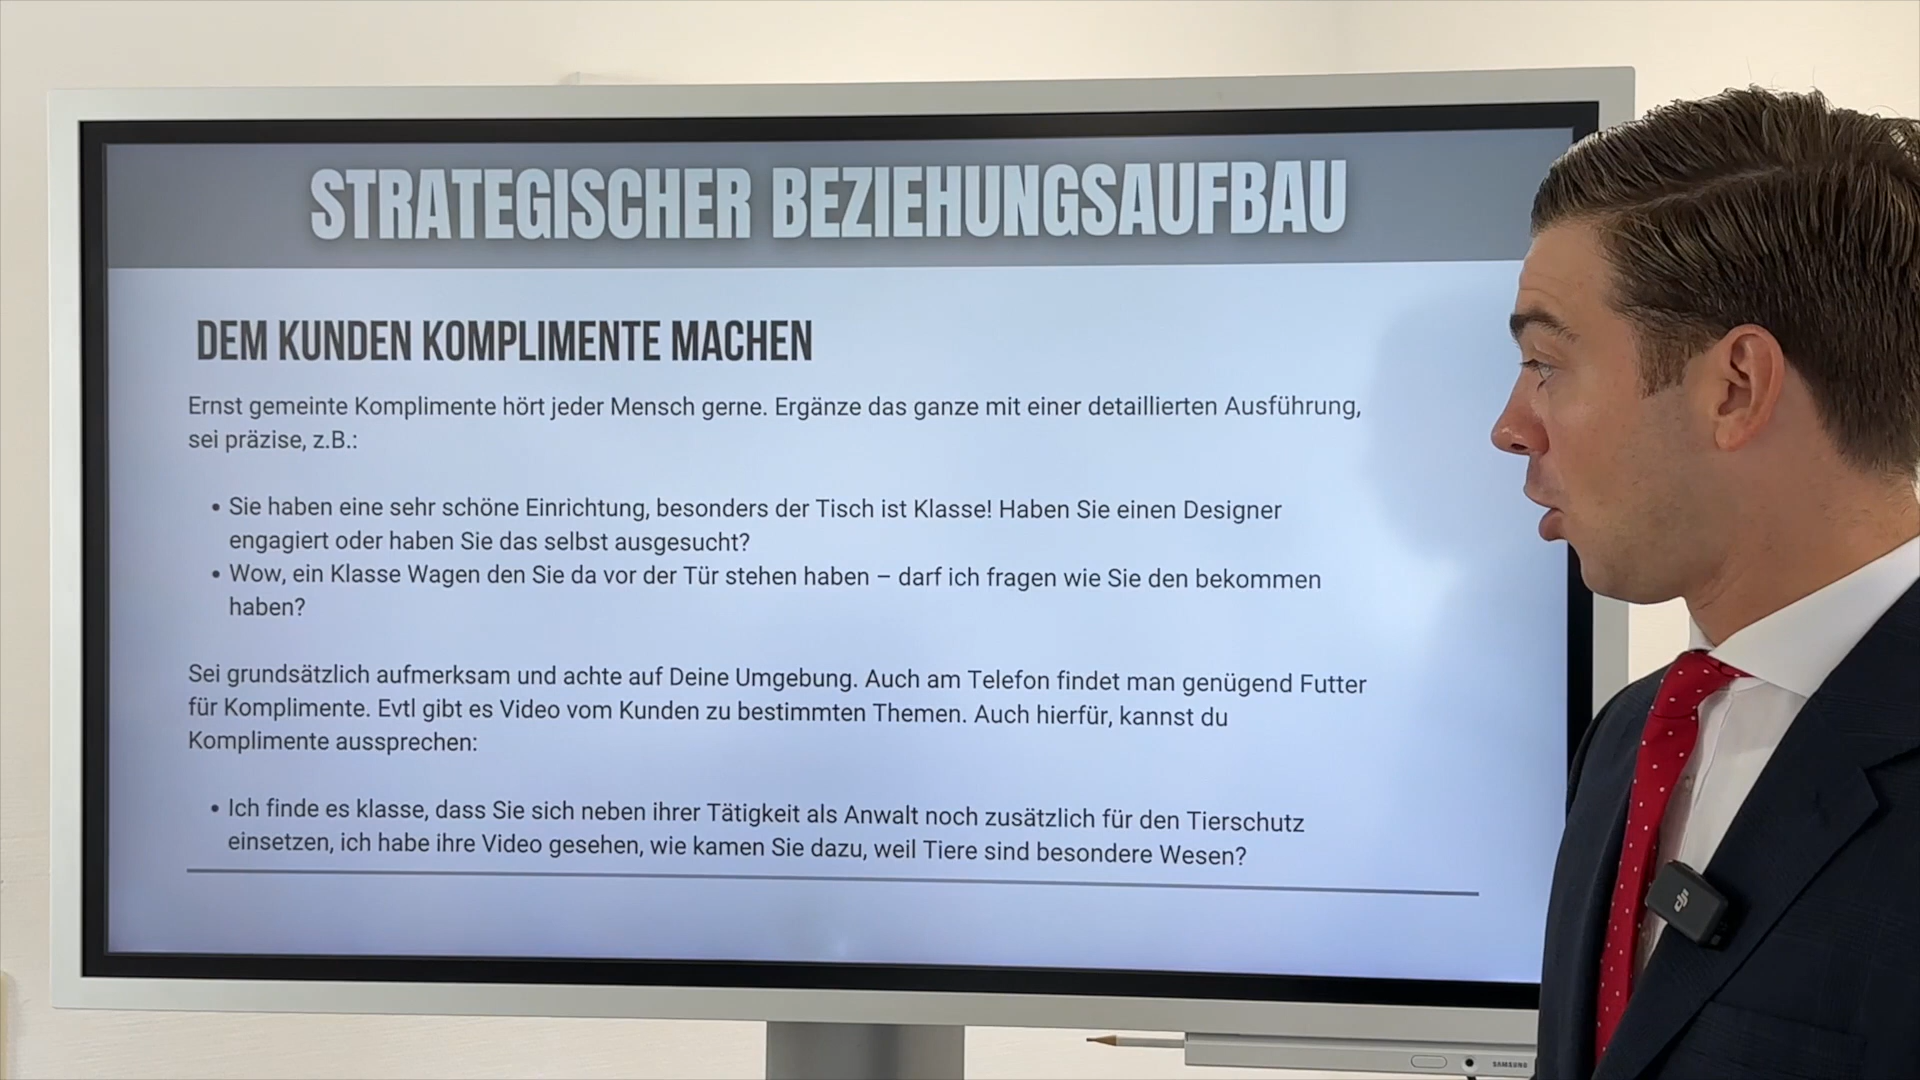 STRATEGISCHER BEZIEHUNGSAUFBAU
DEM KUNDEN KOMPLIMENTE MACHEN
Ernst gemeinte Komplimente hört jeder Mensch gerne. Ergänze das ganze mit einer detaillierten Ausführung,
sei präzise, z.B.:
• Sie haben eine sehr schöne Einrichtung, besonders der Tisch ist Klasse! Haben Sie einen Designer
engagiert oder haben Sie das selbst ausgesucht?
• Wow, ein Klasse Wagen den Sie da vor der Tür stehen haben – darf ich fragen wie Sie den bekommen
haben?
Sei grundsätzlich aufmerksam und achte auf Deine Umgebung. Auch am Telefon findet man genügend Futter
für Komplimente. Evtl gibt es Video vom Kunden zu bestimmten Themen. Auch hierfür, kannst du
Komplimente aussprechen:
• Ich finde es klasse, dass Sie sich neben ihrer Tätigkeit als Anwalt noch zusätzlich für den Tierschutz
einsetzen, ich habe ihre Video gesehen, wie kamen Sie dazu, weil Tiere sind besondere Wesen?
dji
SAMSUNG